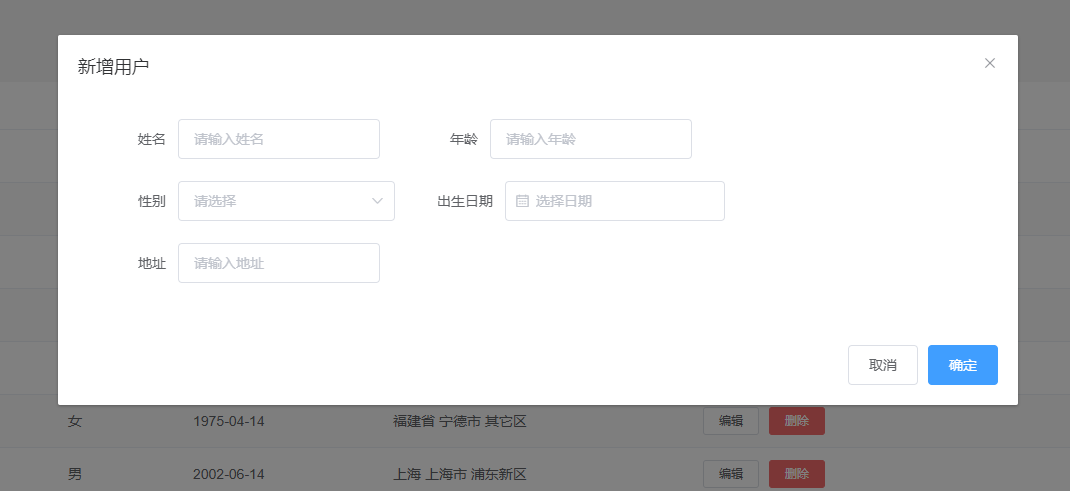 新增用户
姓名 请输入姓名 年龄 请输入年龄
性别 请选择 出生日期 选择日期
地址 请输入地址
取消 确定
女 1975-04-14 福建省 宁德市 其它区 编辑 删除
男 2002-06-14 上海 上海市 浦东新区 编辑 删除